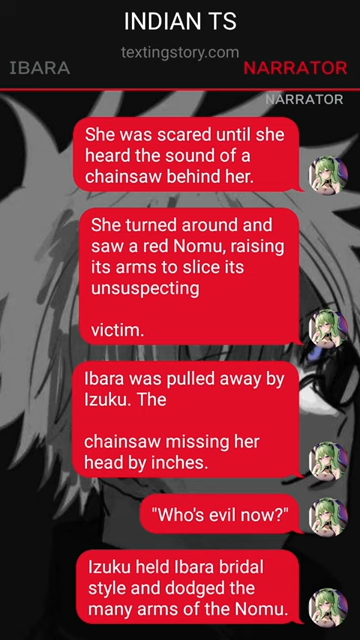 INDIAN TS
textingstory.com
IBARA
NARRATOR
NARRATOR
She was scared until she
heard the sound of a
chainsaw behind her.
She turned around and
saw a red Nomu, raising
its arms to slice its
unsuspecting
victim.
Ibara was pulled away by
Izuku. The
chainsaw missing her
head by inches.
"Who's evil now?"
Izuku held Ibara bridal
style and dodged the
many arms of the Nomu.